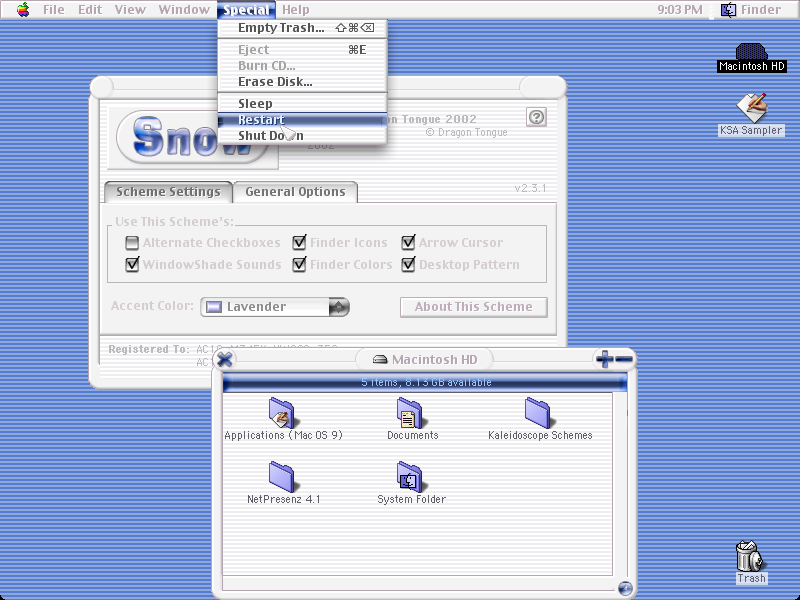 File Edit View Window Special Help 9:03 PM Finder
Empty Trash... ⇧⌘⌫
Eject ⌘E
Burn CD...
Erase Disk...
Sleep
Restart
Shut Down
Macintosh HD
KSA Sampler
Snow
on Tongue 2002
© Dragon Tongue
2002
Scheme Settings General Options v2.3.1
Use This Scheme's:
Alternate Checkboxes Finder Icons Arrow Cursor
WindowShade Sounds Finder Colors Desktop Pattern
Accent Color: Lavender About This Scheme
Registered To:
Macintosh HD
5 items, 8.13 GB available
Applications (Mac OS 9) Documents Kaleidoscope Schemes
NetPresenz 4.1 System Folder
Trash